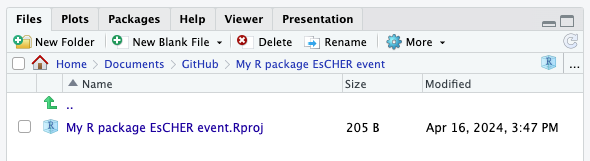 Files Plots Packages Help Viewer Presentation
New Folder New Blank File Delete Rename More
Home Documents GitHub My R package EsCHER event R ...
Name Size Modified
..
My R package EsCHER event.Rproj 205 B Apr 16, 2024, 3:47 PM